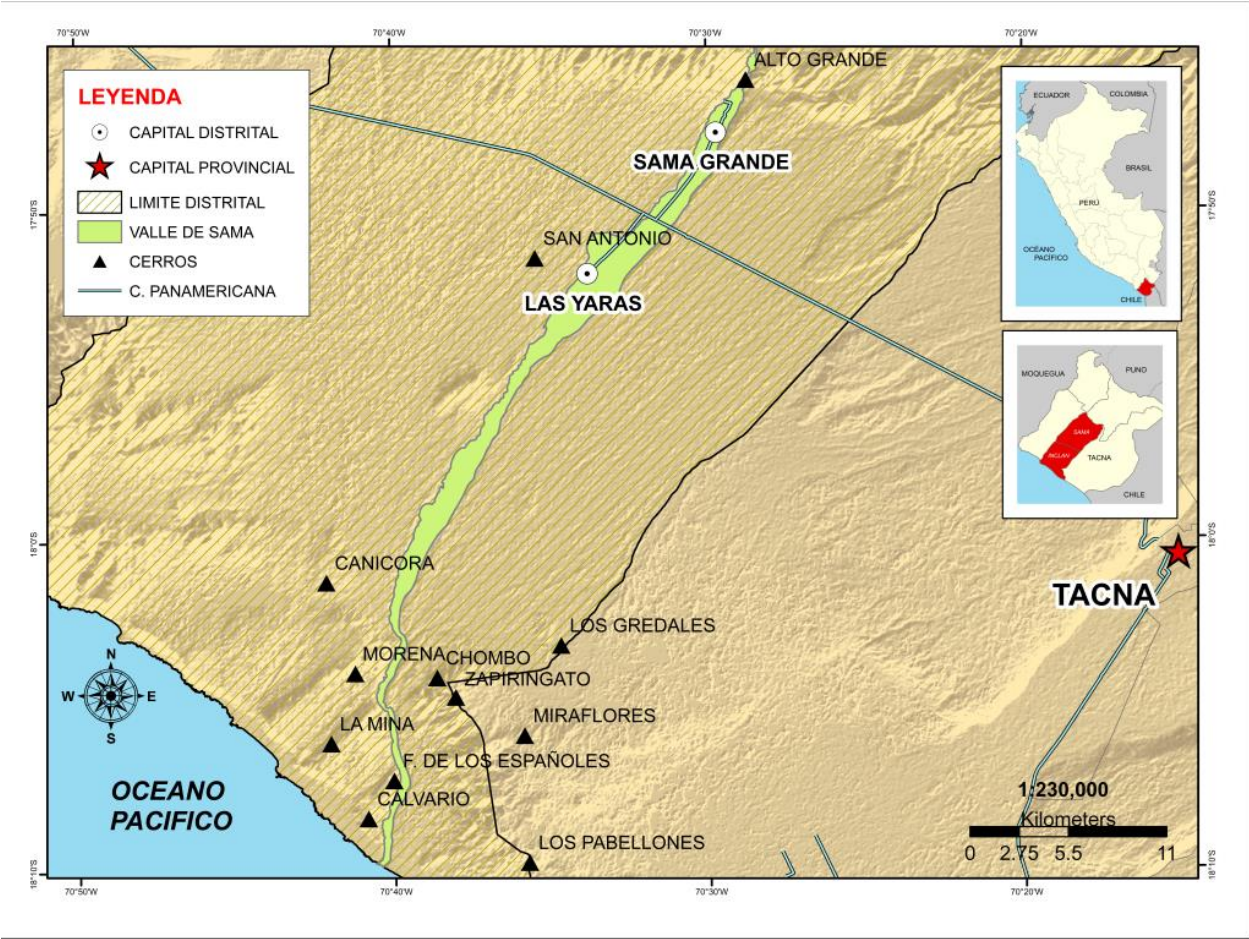 70°50'W
70°40'W
70°30'W
70°20'W
ALTO GRANDE
LEYENDA
CAPITAL DISTRITAL
CAPITAL PROVINCIAL
LIMITE DISTRITAL
VALLE DE SAMA
CERROS
C. PANAMERICANA
SAMA GRANDE
SAN ANTONIO
LAS YARAS
ECUADOR
COLOMBIA
BRASIL
PERÚ
OCÉANO
PACÍFICO
CHILE
MOQUEGUA
PUNO
SAMA
INCLAN
TACNA
CHILE
17°50'S
17°50'S
18°0'S
18°0'S
TACNA
CANICORA
LOS GREDALES
MORENA
CHOMBO
ZAPIRINGATO
N
W
E
S
LA MINA
MIRAFLORES
F. DE LOS ESPAÑOLES
CALVARIO
OCEANO
PACIFICO
LOS PABELLONES
1:230,000
Kilometers
0 2.75 5.5 11
18°10'S
18°10'S
70°50'W
70°40'W
70°30'W
70°20'W